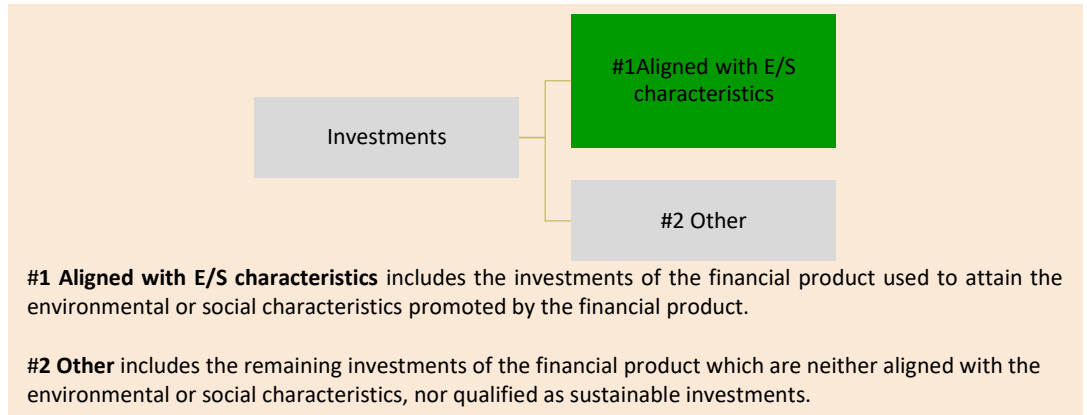 #1Aligned with E/S
characteristics
Investments
#2 Other
#1 Aligned with E/S characteristics includes the investments of the financial product used to attain the
environmental or social characteristics promoted by the financial product.
#2 Other includes the remaining investments of the financial product which are neither aligned with the
environmental or social characteristics, nor qualified as sustainable investments.